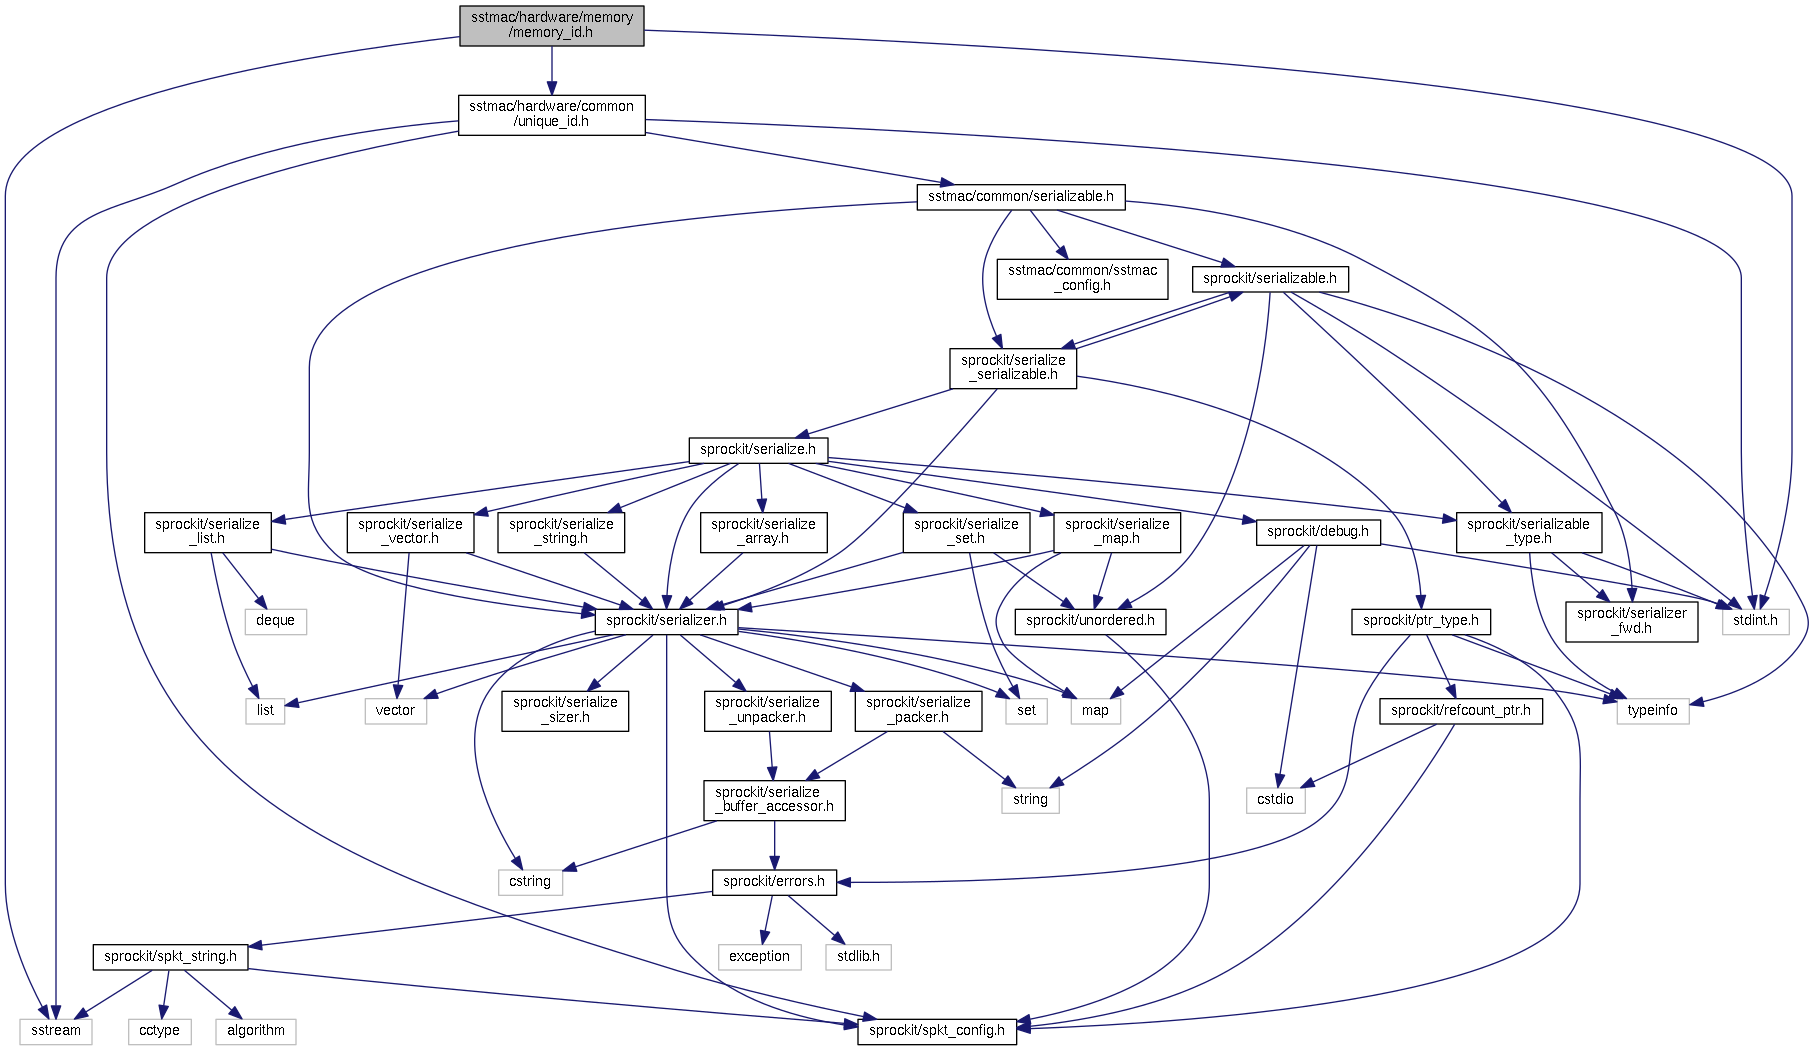 sstmac/hardware/memory
/memory_id.h
sstmac/hardware/common
/unique_id.h
sstmac/common/serializable.h
sstmac/common/sstmac
_config.h
sprockit/serializable.h
sprockit/serialize
_serializable.h
sprockit/serialize.h
sprockit/serialize
_list.h
sprockit/serialize
_vector.h
sprockit/serialize
_string.h
sprockit/serialize
_array.h
sprockit/serialize
_set.h
sprockit/serialize
_map.h
sprockit/debug.h
sprockit/serializable
_type.h
deque
sprockit/serializer.h
sprockit/unordered.h
sprockit/ptr_type.h
sprockit/serializer
_fwd.h
stdint.h
list
vector
sprockit/serialize
_sizer.h
sprockit/serialize
_unpacker.h
sprockit/serialize
_packer.h
set
map
sprockit/refcount_ptr.h
typeinfo
sprockit/serialize
_buffer_accessor.h
string
cstdio
cstring
sprockit/errors.h
sprockit/spkt_string.h
exception
stdlib.h
sstream
cctype
algorithm
sprockit/spkt_config.h